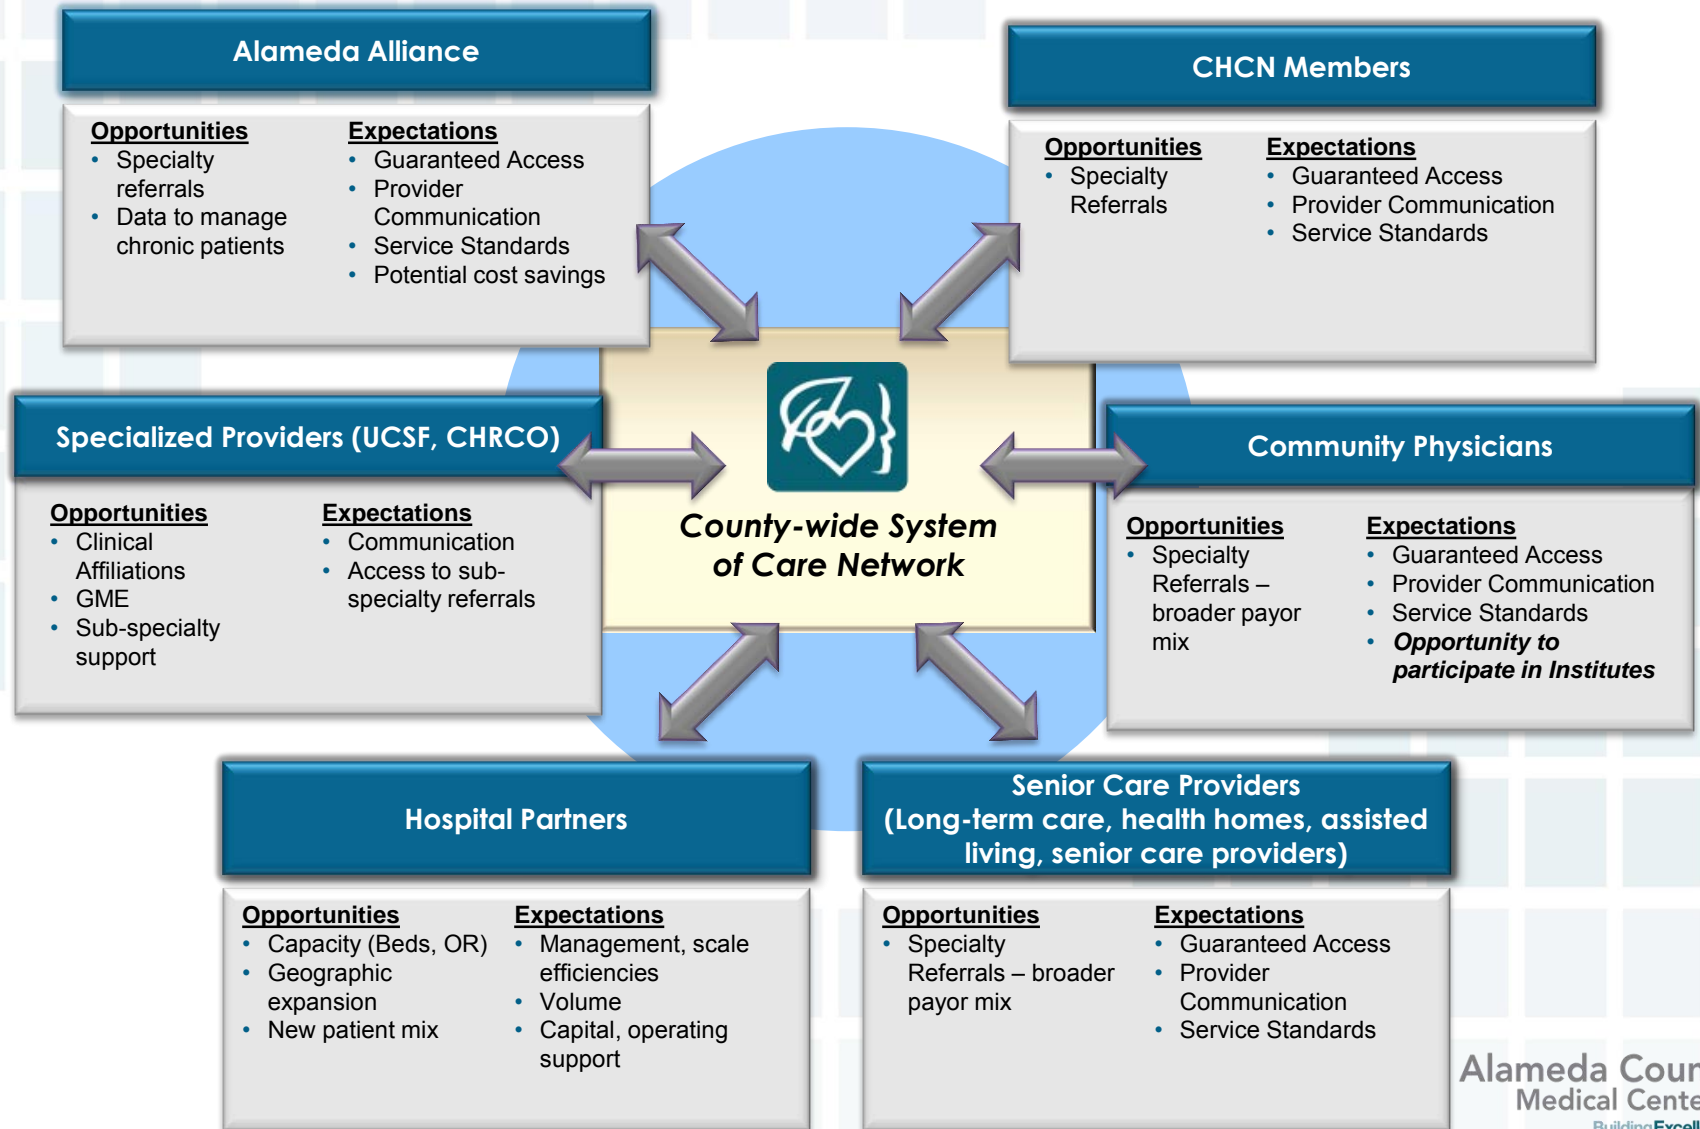 Alameda Alliance
Opportunities
• Specialty
referrals
• Data to manage
chronic patients
Expectations
• Guaranteed Access
• Provider
Communication
• Service Standards
• Potential cost savings
CHCN Members
Opportunities
• Specialty
Referrals
Expectations
• Guaranteed Access
• Provider Communication
• Service Standards
Specialized Providers (UCSF, CHRCO)
Opportunities
• Clinical
Affiliations
• GME
• Sub-specialty
support
Expectations
• Communication
• Access to sub-
specialty referrals
County-wide System
of Care Network
Community Physicians
Opportunities
• Specialty
Referrals –
broader payor
mix
Expectations
• Guaranteed Access
• Provider Communication
• Service Standards
• Opportunity to
participate in Institutes
Hospital Partners
Opportunities
• Capacity (Beds, OR)
• Geographic
expansion
• New patient mix
Expectations
• Management, scale
efficiencies
• Volume
• Capital, operating
support
Senior Care Providers
(Long-term care, health homes, assisted
living, senior care providers)
Opportunities
• Specialty
Referrals – broader
payor mix
Expectations
• Guaranteed Access
• Provider
Communication
• Service Standards
Alameda Coun
Medical Cente
Building Excell